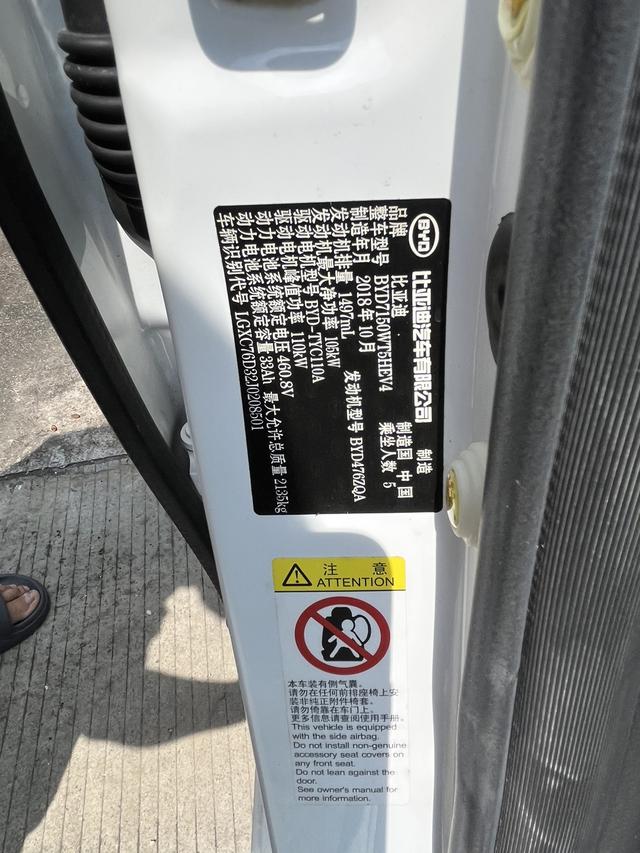 BYD 比亚迪汽车有限公司 制造
品牌 比亚迪 制造国 中国
整车型号 BYD7150WT5HEV4 乘坐人数 5
制造年月 2018年10月
发动机排量 1497mL 发动机型号 BYD476ZQA
发动机最大净功率 105kW
驱动电机型号 BYD-TYC110A
驱动电机峰值功率 110kW
动力电池系统额定电压 460.8V
动力电池系统额定容量 33Ah 最大允许总质量 2135kg
车辆识别代号 LGXC76D32J0208501
注意
ATTENTION
本车装有侧气囊。
请勿在任何前排座椅上安
装非纯正附件椅套。
请勿倚靠在车门上。
更多信息请查阅使用手册。
This vehicle is equipped
with the side airbag.
Do not install non-genuine
accessory seat covers on
any front seat.
Do not lean against the
door.
See owner's manual for
more information.